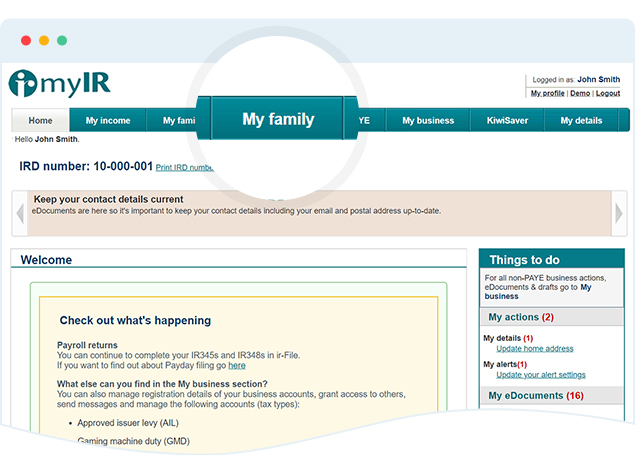 ir myIR
Logged in as: John Smith
My profile | Demo | Logout
Home My income My fami My family YE My business KiwiSaver My details
Hello John Smith.
IRD number: 10-000-001 Print IRD numbe
Keep your contact details current
eDocuments are here so it's important to keep your contact details including your email and postal address up-to-date.
Welcome
Check out what's happening
Payroll returns
You can continue to complete your IR345s and IR348s in ir-File.
If you want to find out about Payday filing go here
What else can you find in the My business section?
You can also manage registration details of your business accounts, grant access to others,
send messages and manage the following accounts (tax types):
• Approved issuer levy (AIL)
Gaming machine duty (GMD)
Things to do
For all non-PAYE business actions,
eDocuments & drafts go to My
business
My actions (2)
My details (1)
Update home address
My alerts(1)
Update your alert settings
My eDocuments (16)